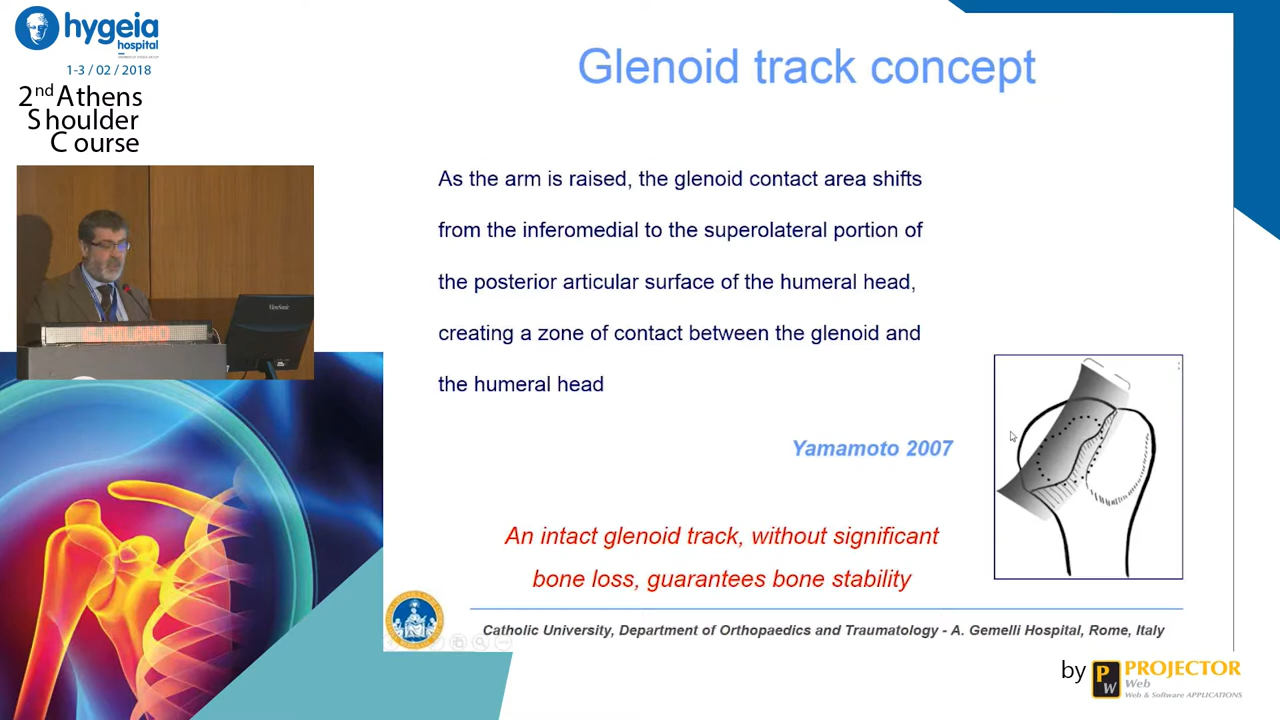 hygeia
hospital
1-3 / 02 / 2018
2nd Athens
Shoulder
Course
Glenoid track concept
As the arm is raised, the glenoid contact area shifts
from the inferomedial to the superolateral portion of
the posterior articular surface of the humeral head,
creating a zone of contact between the glenoid and
the humeral head
Yamamoto 2007
An intact glenoid track, without significant
bone loss, guarantees bone stability
Catholic University, Department of Orthopaedics and Traumatology - A. Gemelli Hospital, Rome, Italy
by
PW
PROJECTOR
Web
Web & Software APPLICATIONS